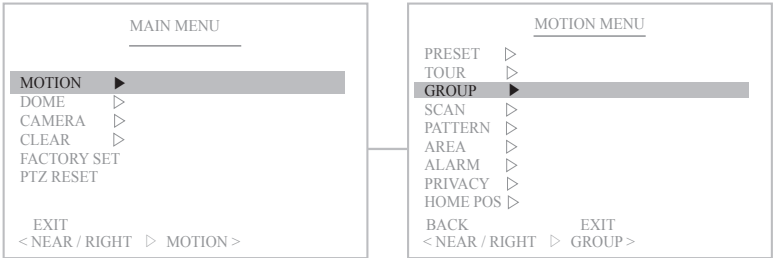 MAIN MENU
MOTION ▶
DOME ▷
CAMERA ▷
CLEAR ▷
FACTORY SET
PTZ RESET
EXIT
< NEAR / RIGHT ▷ MOTION >
MOTION MENU
PRESET ▷
TOUR ▷
GROUP ▶
SCAN ▷
PATTERN ▷
AREA ▷
ALARM ▷
PRIVACY ▷
HOME POS ▷
BACK EXIT
< NEAR / RIGHT ▷ GROUP >